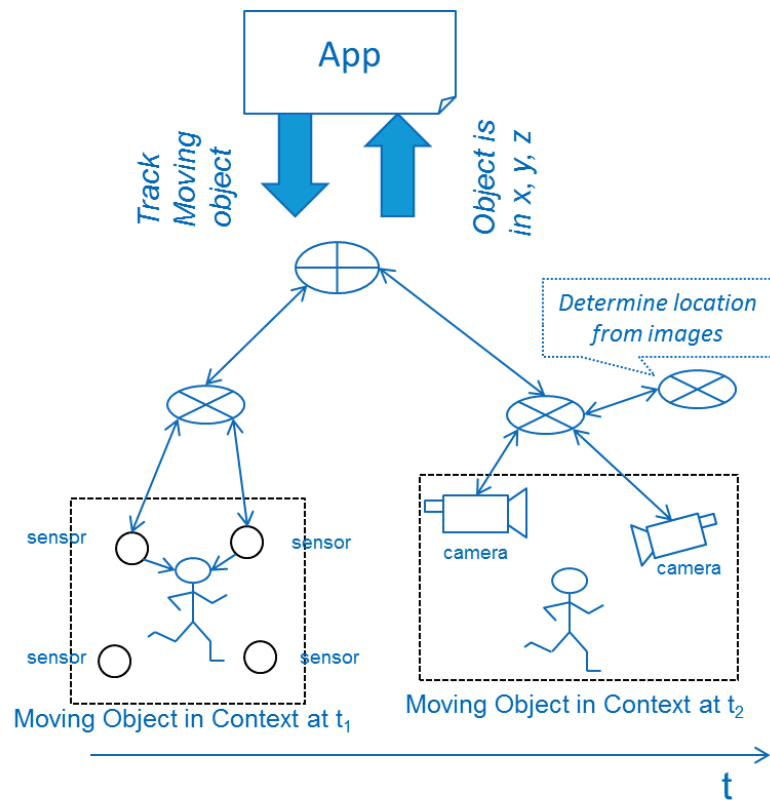 App
Track
Moving
object
Object is
in x, y, z
Determine location
from images
sensor
sensor
camera
camera
sensor
sensor
Moving Object in Context at t₁
Moving Object in Context at t₂
t